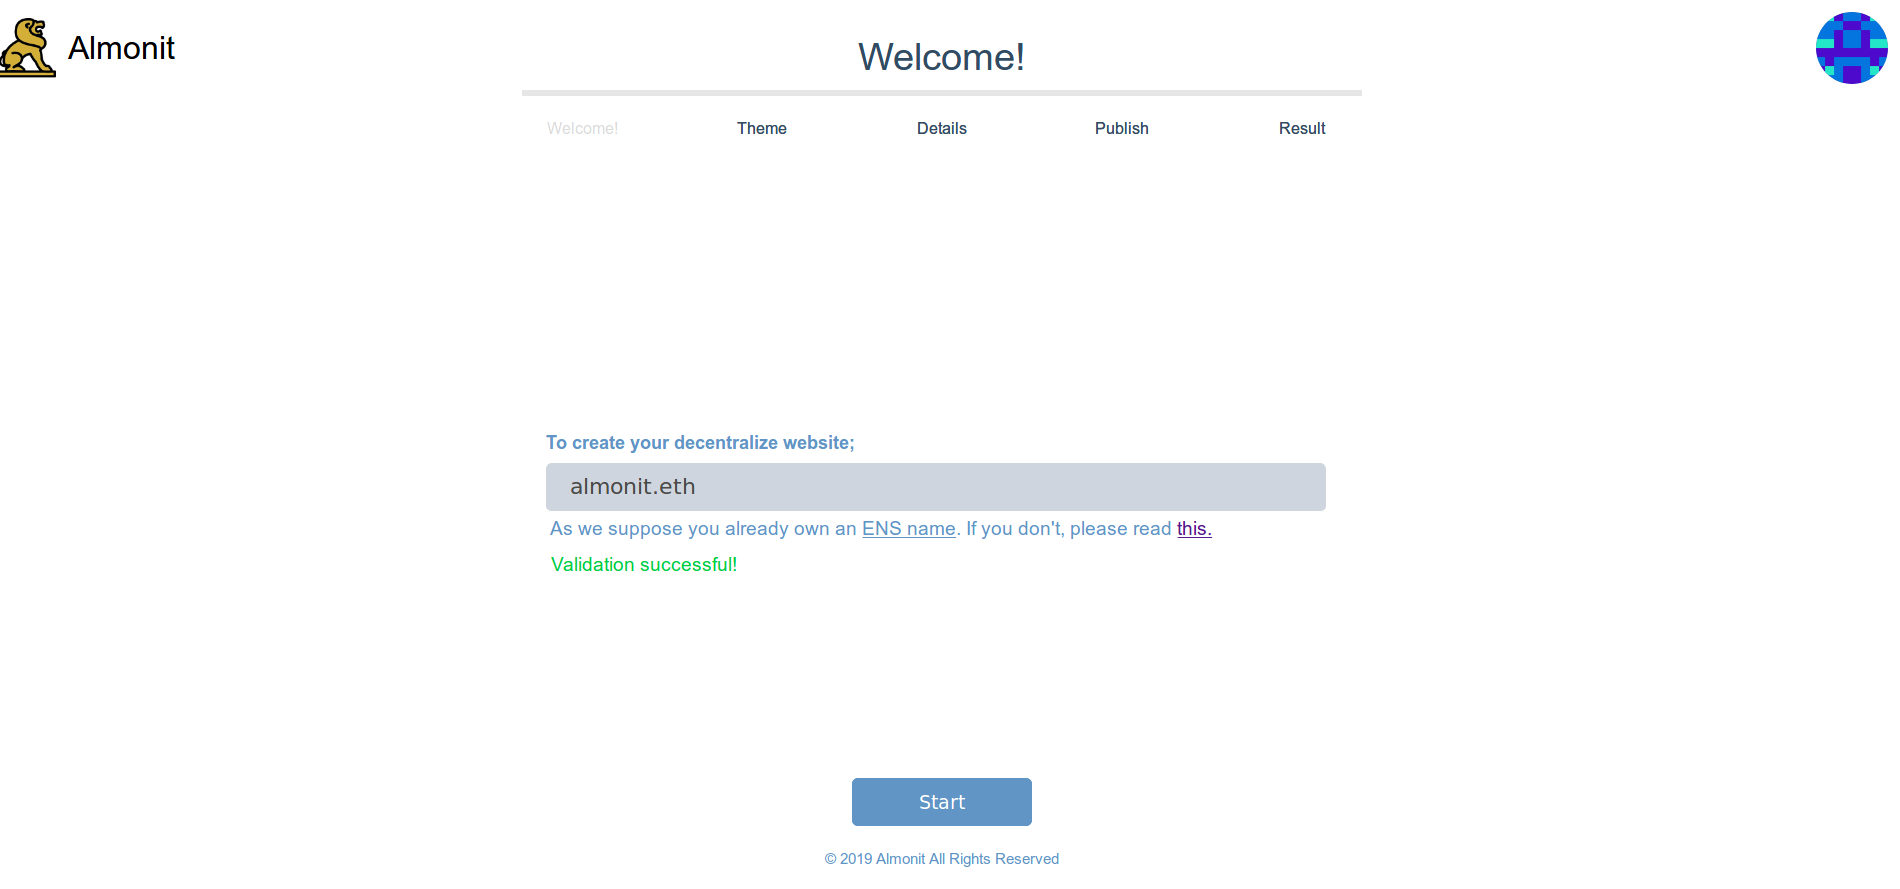 Almonit
Welcome!
Welcome! Theme Details Publish Result
To create your decentralize website;
almonit.eth
As we suppose you already own an ENS name. If you don't, please read this.
Validation successful!
Start
© 2019 Almonit All Rights Reserved